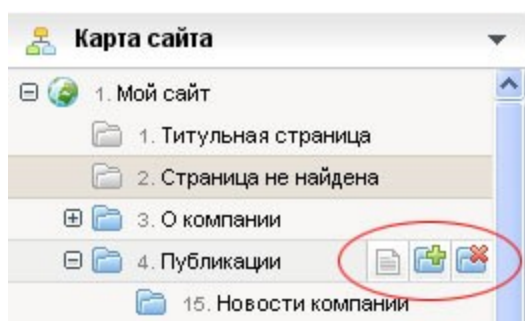 Карта сайта
1. Мой сайт
1. Титульная страница
2. Страница не найдена
3. О компании
4. Публикации
15. Новости компании